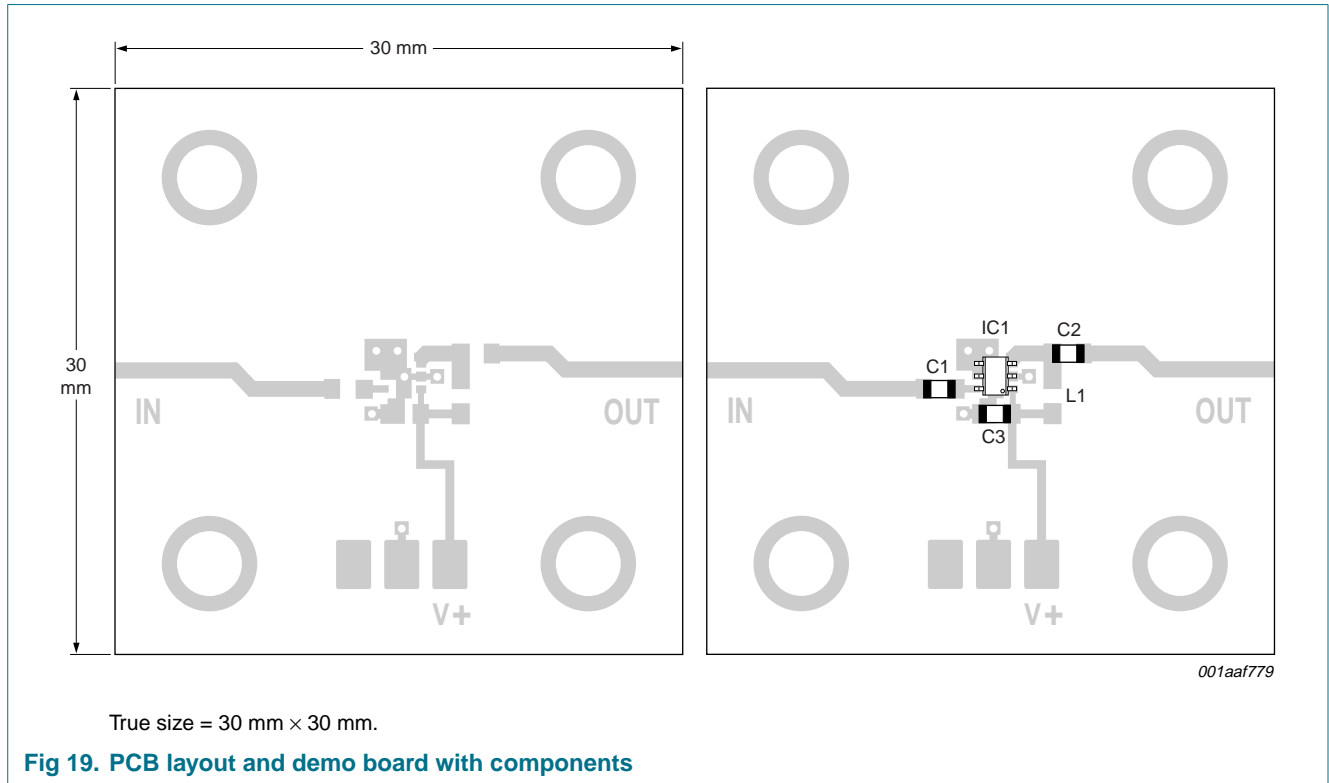 30 mm
30
mm
IN
OUT
V+
IC1
C2
C1
L1
C3
IN
OUT
V+
001aaf779
True size = 30 mm × 30 mm.
Fig 19. PCB layout and demo board with components